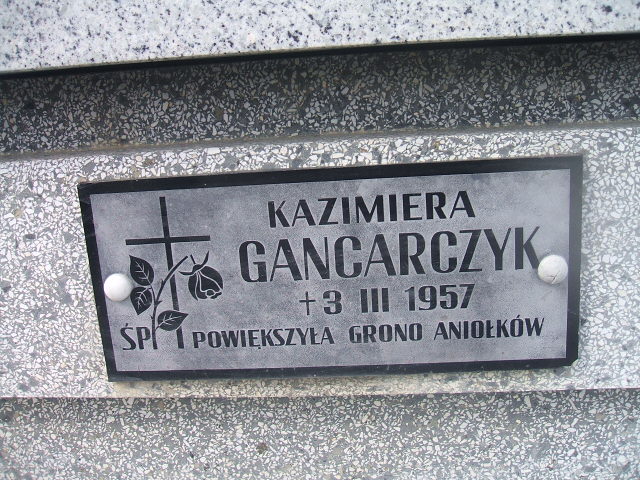 KAZIMIERA
GANCARCZYK
†3 III 1957
ŚP POWIĘKSZYŁA GRONO ANIOŁKÓW